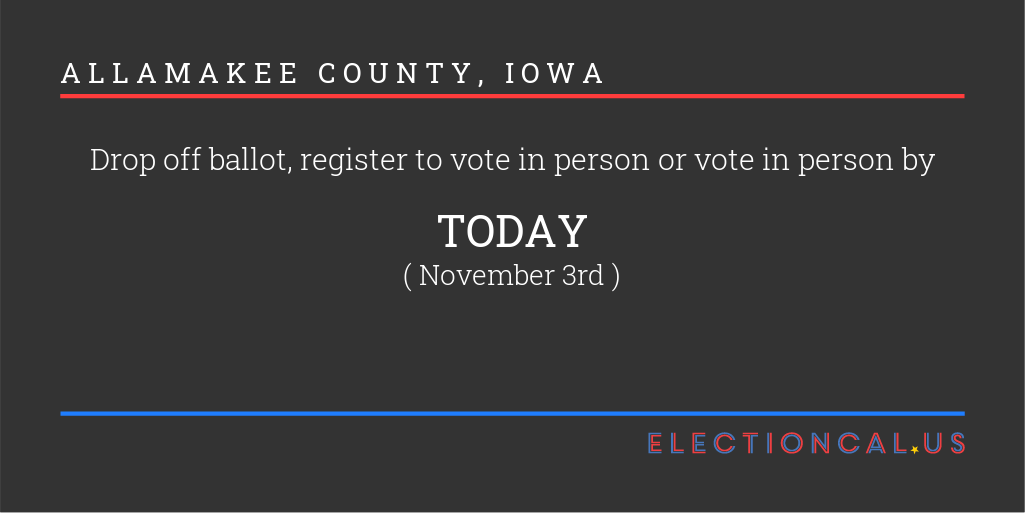 ALLAMAKEE COUNTY, IOWA
Drop off ballot, register to vote in person or vote in person by
TODAY
( November 3rd )
ELECTIONCAL.US